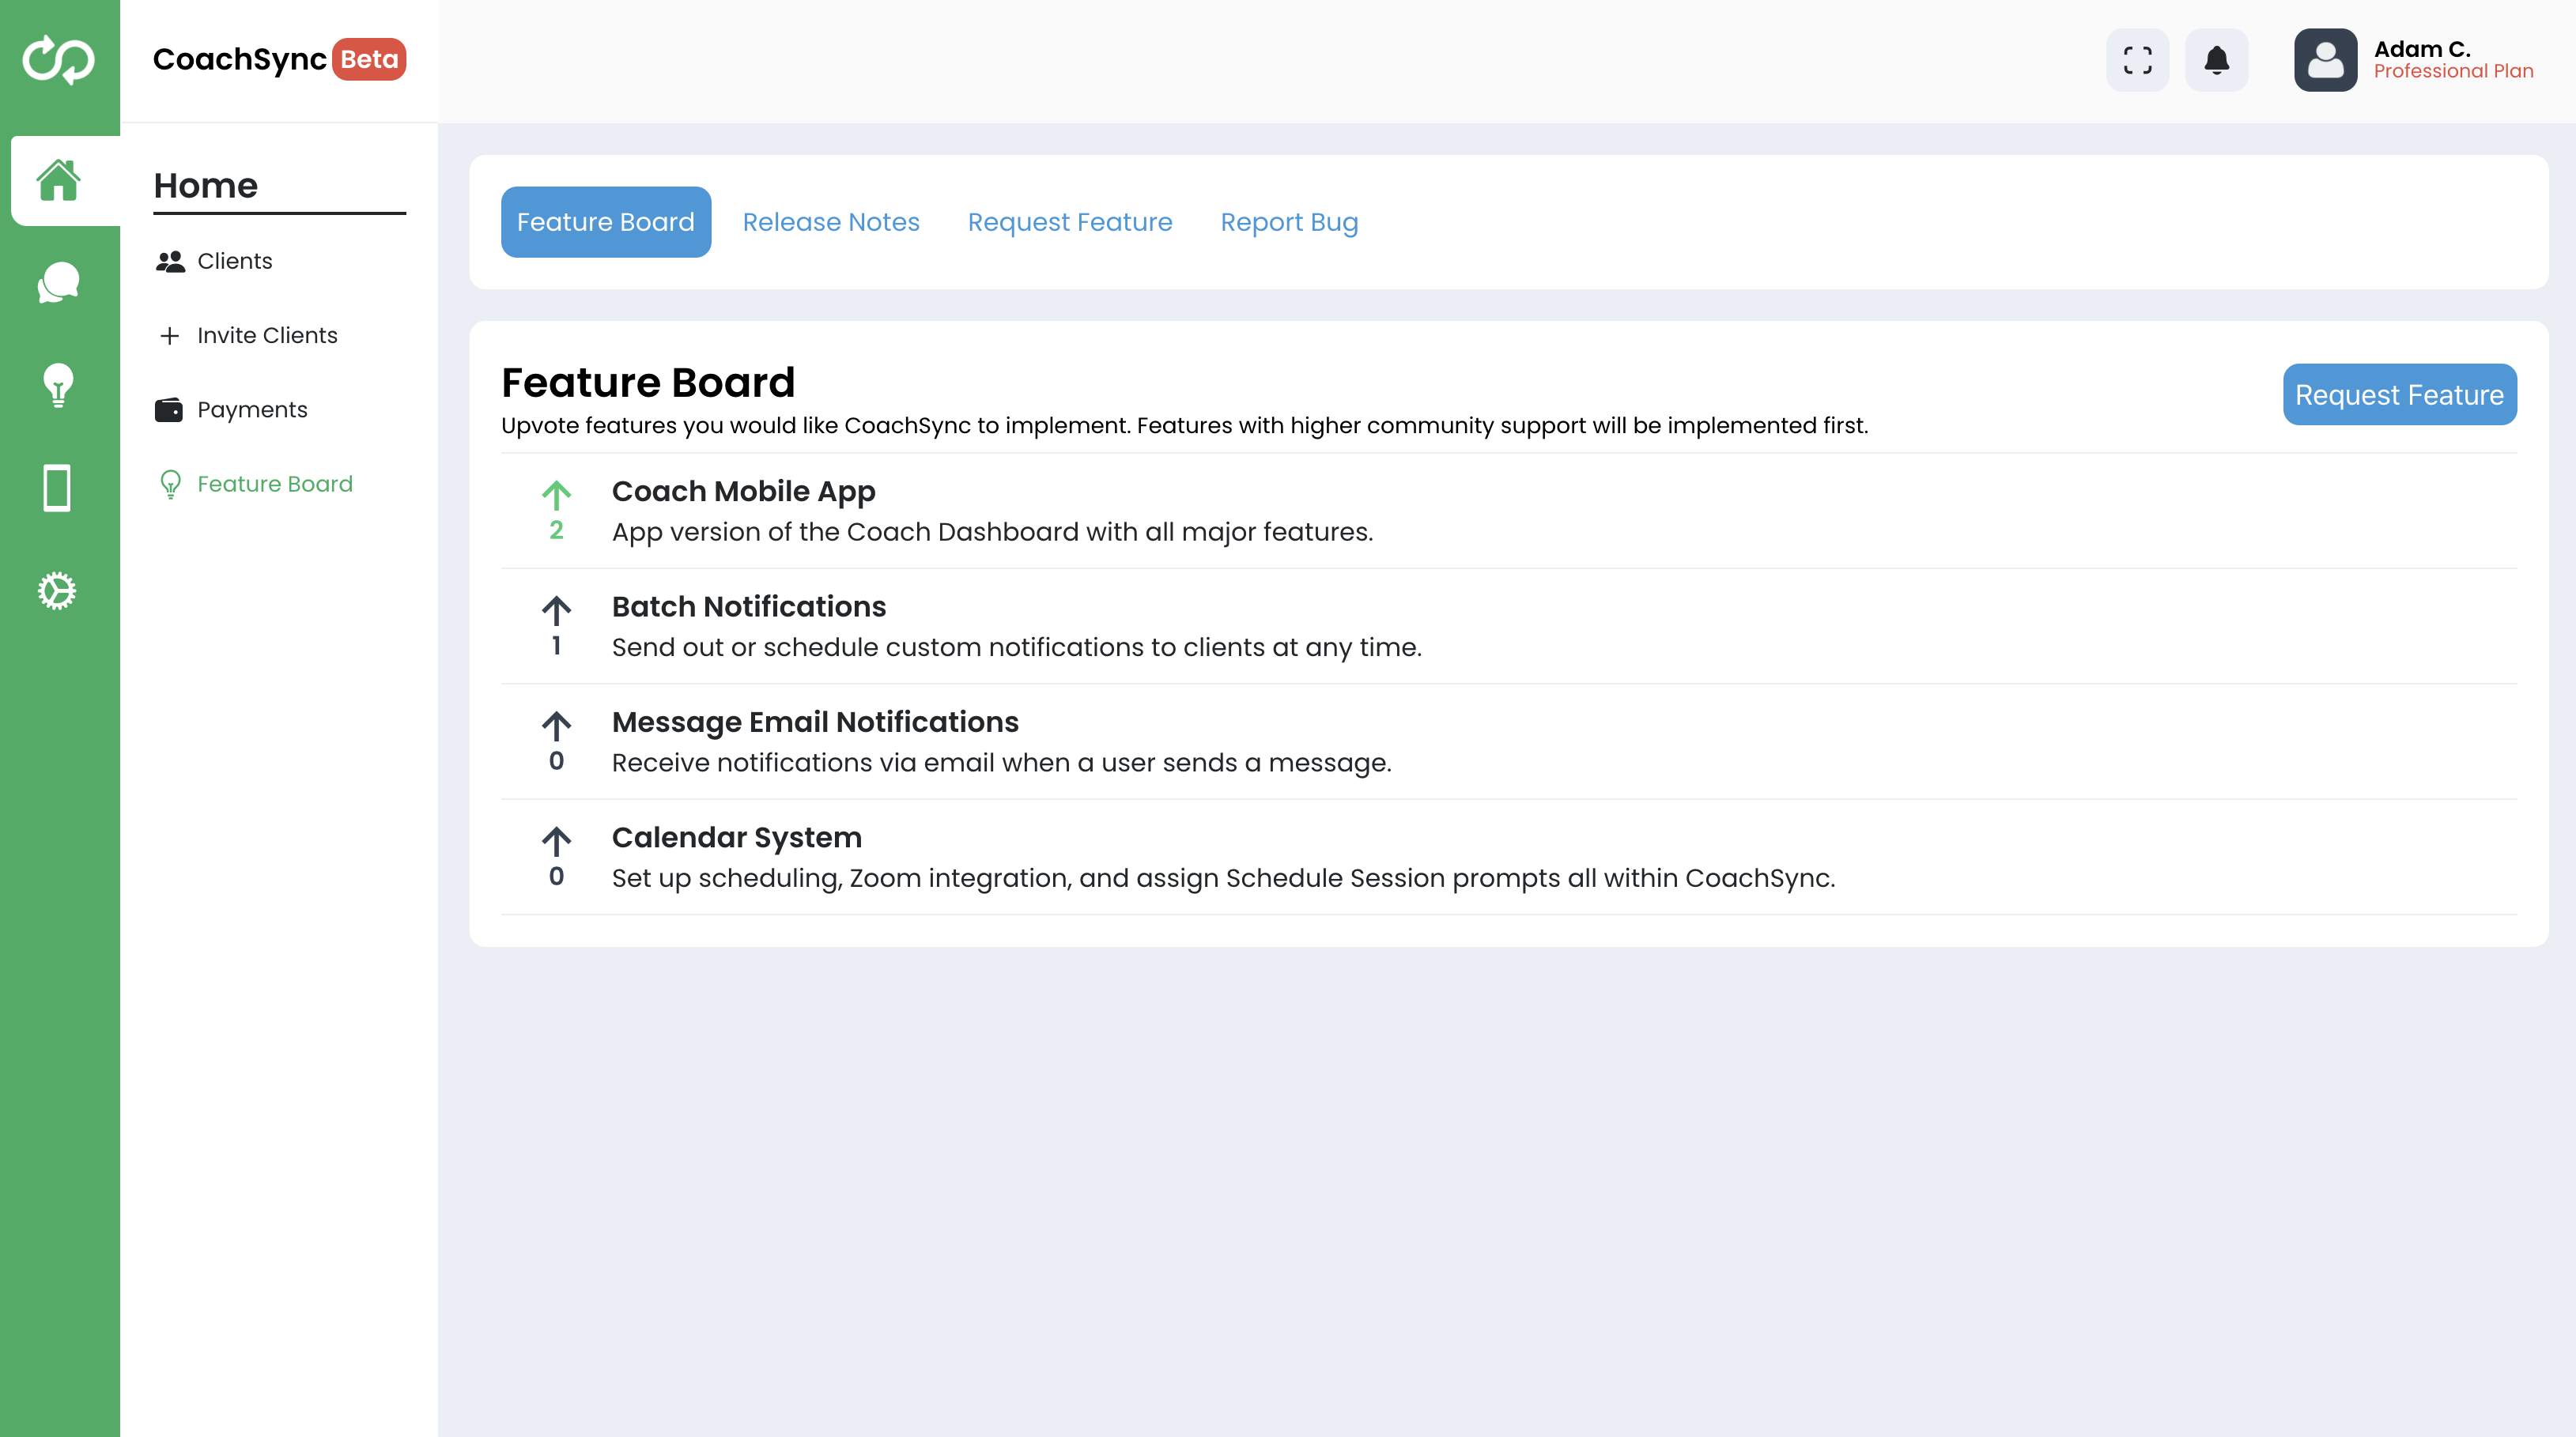 CoachSync Beta
Adam C.
Professional Plan
Home
Clients
Invite Clients
Payments
Feature Board
Feature Board Release Notes Request Feature Report Bug
Feature Board
Request Feature
Upvote features you would like CoachSync to implement. Features with higher community support will be implemented first.
Coach Mobile App
2
App version of the Coach Dashboard with all major features.
Batch Notifications
1
Send out or schedule custom notifications to clients at any time.
Message Email Notifications
0
Receive notifications via email when a user sends a message.
Calendar System
0
Set up scheduling, Zoom integration, and assign Schedule Session prompts all within CoachSync.